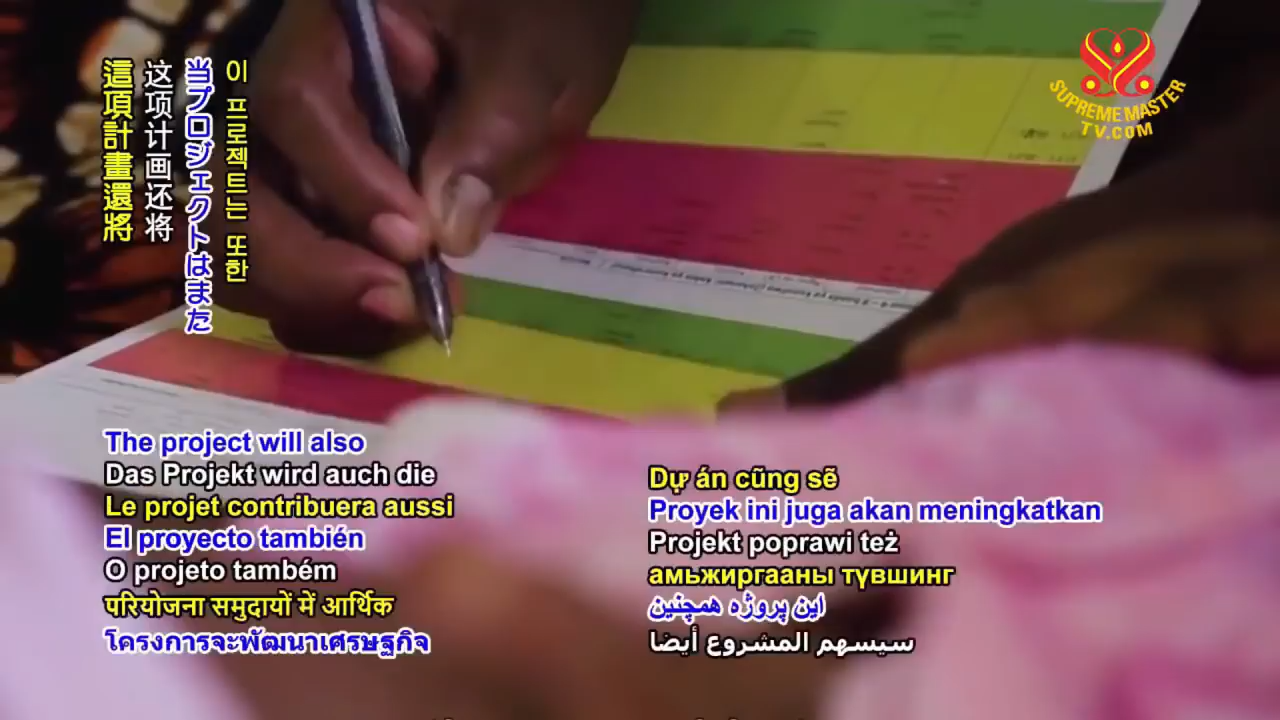 這項計畫還將
这项计画还将
当プロジェクトはまた
이 프로젝트는 또한
SUPREME MASTER
TV.COM
The project will also
Das Projekt wird auch die
Le projet contribuera aussi
El proyecto también
O projeto também
परियोजना समुदायों में आर्थिक
โครงการจะพัฒนาเศรษฐกิจ
Dự án cũng sẽ
Proyek ini juga akan meningkatkan
Projekt poprawi też
амьжиргааны түвшинг
این پروژه همچنین
سيسهم المشروع أيضا